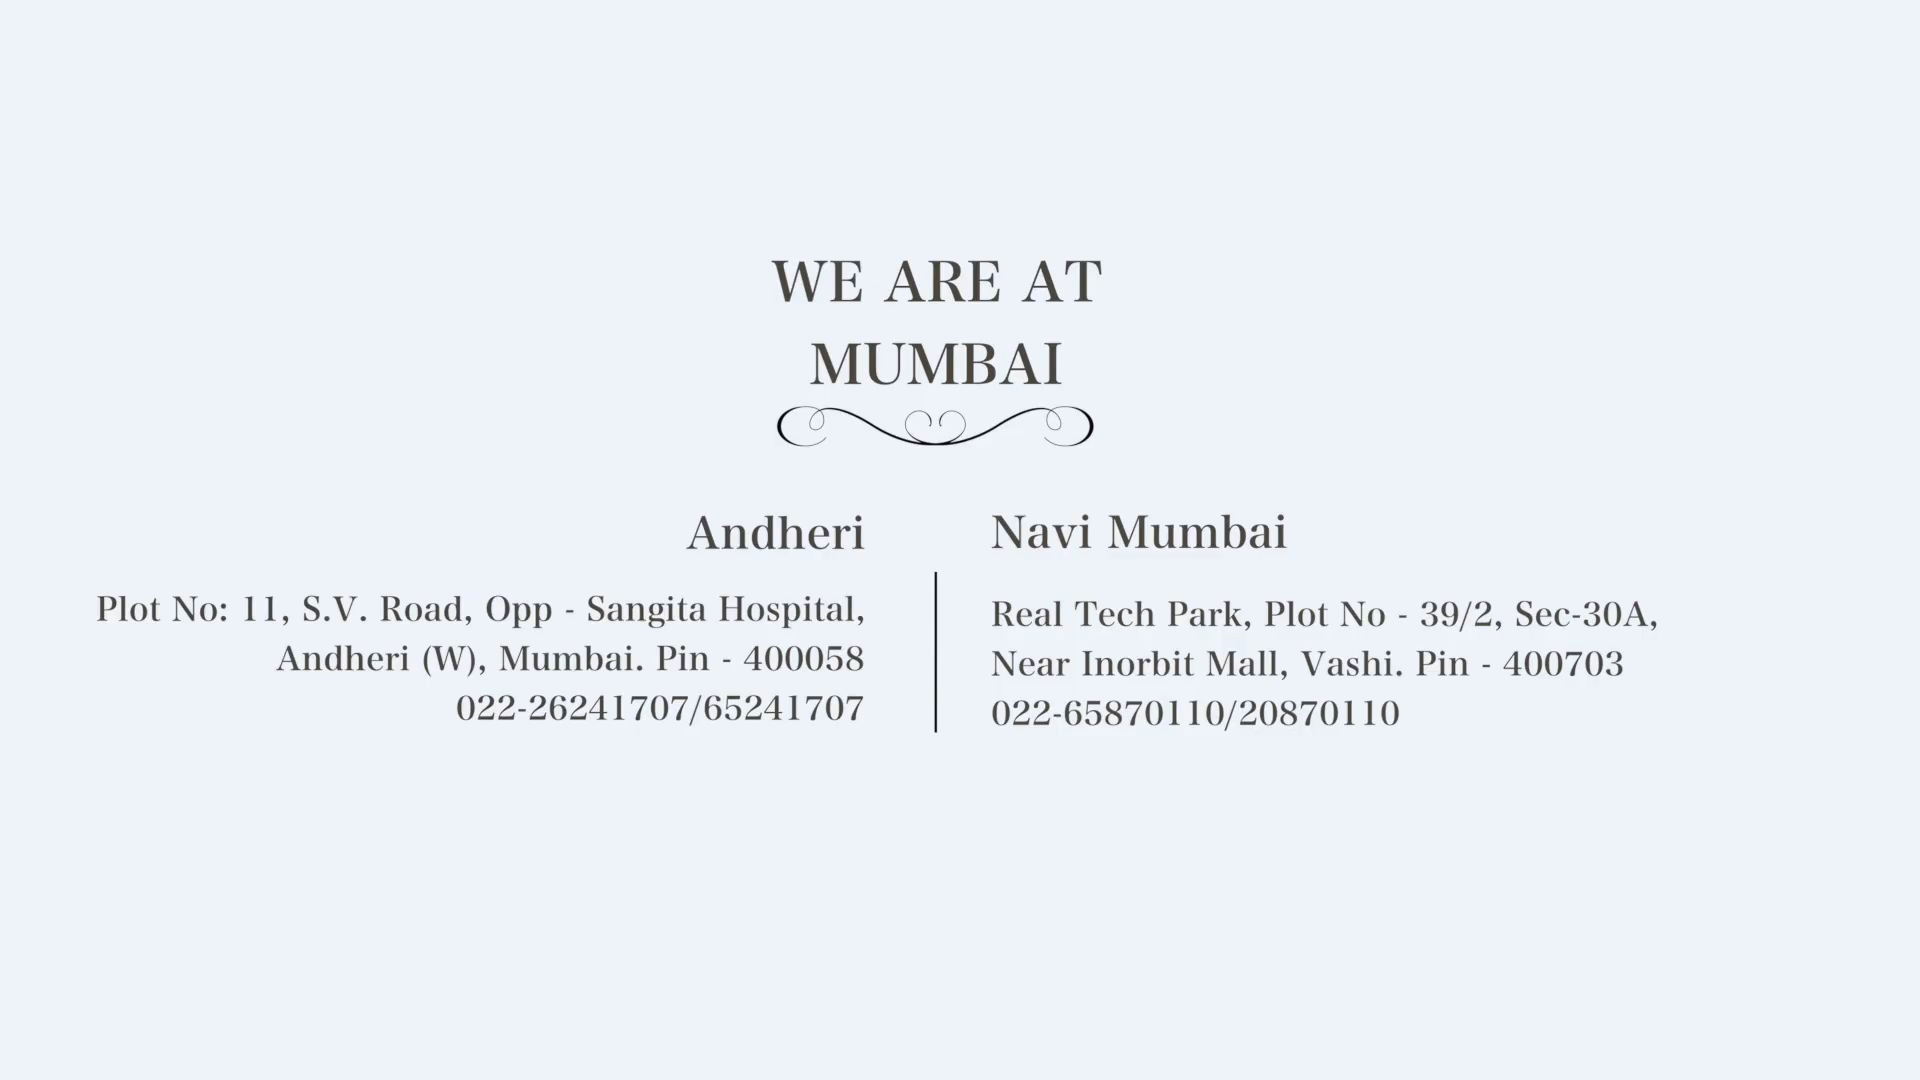 WE ARE AT
MUMBAI
Andheri
Plot No: 11, S.V. Road, Opp - Sangita Hospital,
Andheri (W), Mumbai. Pin - 400058
022-26241707/65241707
Navi Mumbai
Real Tech Park, Plot No - 39/2, Sec-30A,
Near Inorbit Mall, Vashi. Pin - 400703
022-65870110/20870110